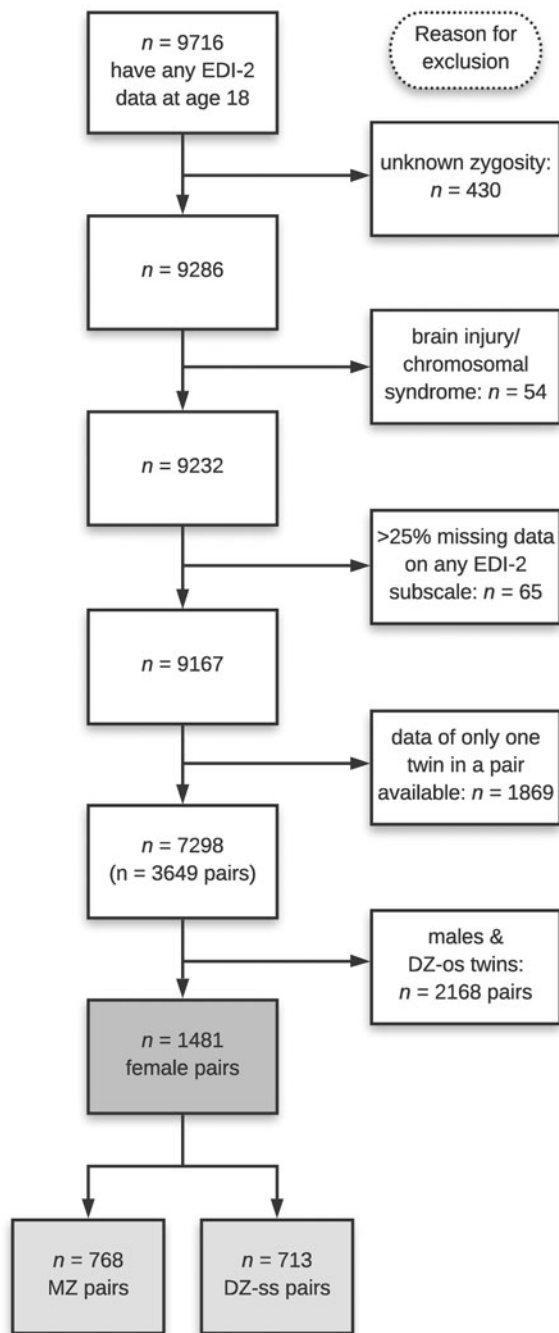 n = 9716
have any EDI-2
data at age 18
Reason for
exclusion
unknown zygosity:
n = 430
n = 9286
brain injury/
chromosomal
syndrome: n = 54
n = 9232
>25% missing data
on any EDI-2
subscale: n = 65
n = 9167
data of only one
twin in a pair
available: n = 1869
n = 7298
(n = 3649 pairs)
males &
DZ-os twins:
n = 2168 pairs
n = 1481
female pairs
n = 768
MZ pairs
n = 713
DZ-ss pairs